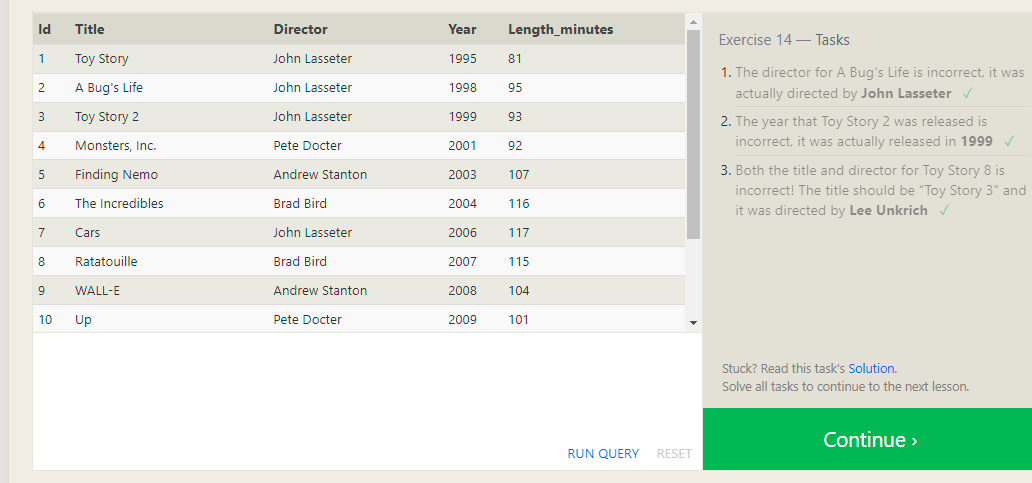 Id Title Director Year Length_minutes
1 Toy Story John Lasseter 1995 81
2 A Bug's Life John Lasseter 1998 95
3 Toy Story 2 John Lasseter 1999 93
4 Monsters, Inc. Pete Docter 2001 92
5 Finding Nemo Andrew Stanton 2003 107
6 The Incredibles Brad Bird 2004 116
7 Cars John Lasseter 2006 117
8 Ratatouille Brad Bird 2007 115
9 WALL-E Andrew Stanton 2008 104
10 Up Pete Docter 2009 101
RUN QUERY RESET
Exercise 14 — Tasks
1. The director for A Bug's Life is incorrect, it was
actually directed by John Lasseter ✓
2. The year that Toy Story 2 was released is
incorrect, it was actually released in 1999 ✓
3. Both the title and director for Toy Story 8 is
incorrect! The title should be "Toy Story 3" and
it was directed by Lee Unkrich ✓
Stuck? Read this task's Solution.
Solve all tasks to continue to the next lesson.
Continue ›